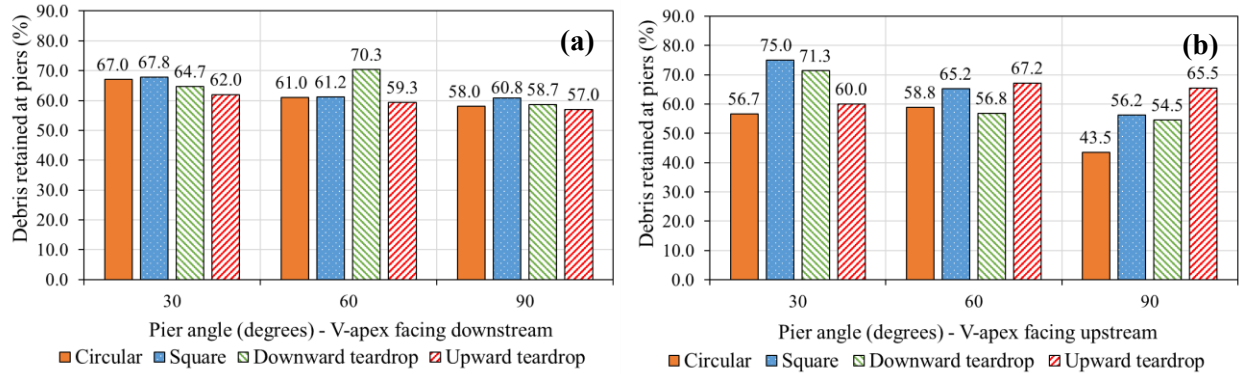 Debris retained at piers (%)
90.0
80.0
70.0
60.0
50.0
40.0
30.0
20.0
10.0
0.0
(a)
67.0 67.8 64.7 62.0
61.0 61.2 70.3 59.3
58.0 60.8 58.7 57.0
30 60 90
Pier angle (degrees) - V-apex facing downstream
Circular Square Downward teardrop Upward teardrop
Debris retained at piers (%)
90.0
80.0
70.0
60.0
50.0
40.0
30.0
20.0
10.0
0.0
(b)
56.7 75.0 71.3 60.0
58.8 65.2 56.8 67.2
43.5 56.2 54.5 65.5
30 60 90
Pier angle (degrees) - V-apex facing upstream
Circular Square Downward teardrop Upward teardrop